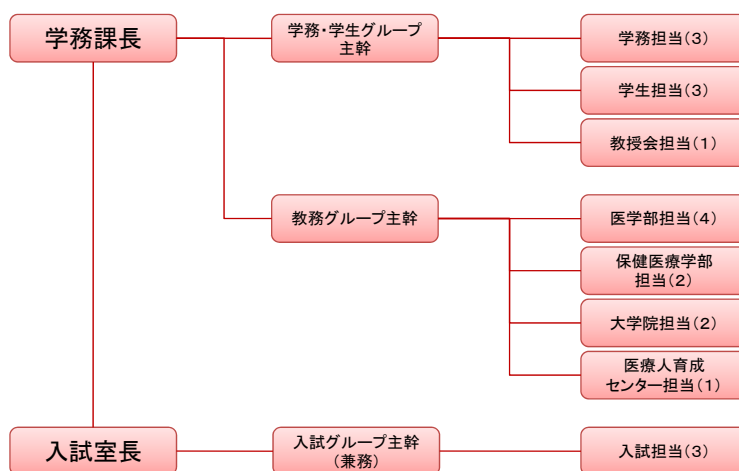 学務課長
学務・学生グループ
主幹
学務担当(3)
学生担当(3)
教授会担当(1)
教務グループ主幹
医学部担当(4)
保健医療学部
担当(2)
大学院担当(2)
医療人育成
センター担当(1)
入試室長
入試グループ主幹
(兼務)
入試担当(3)